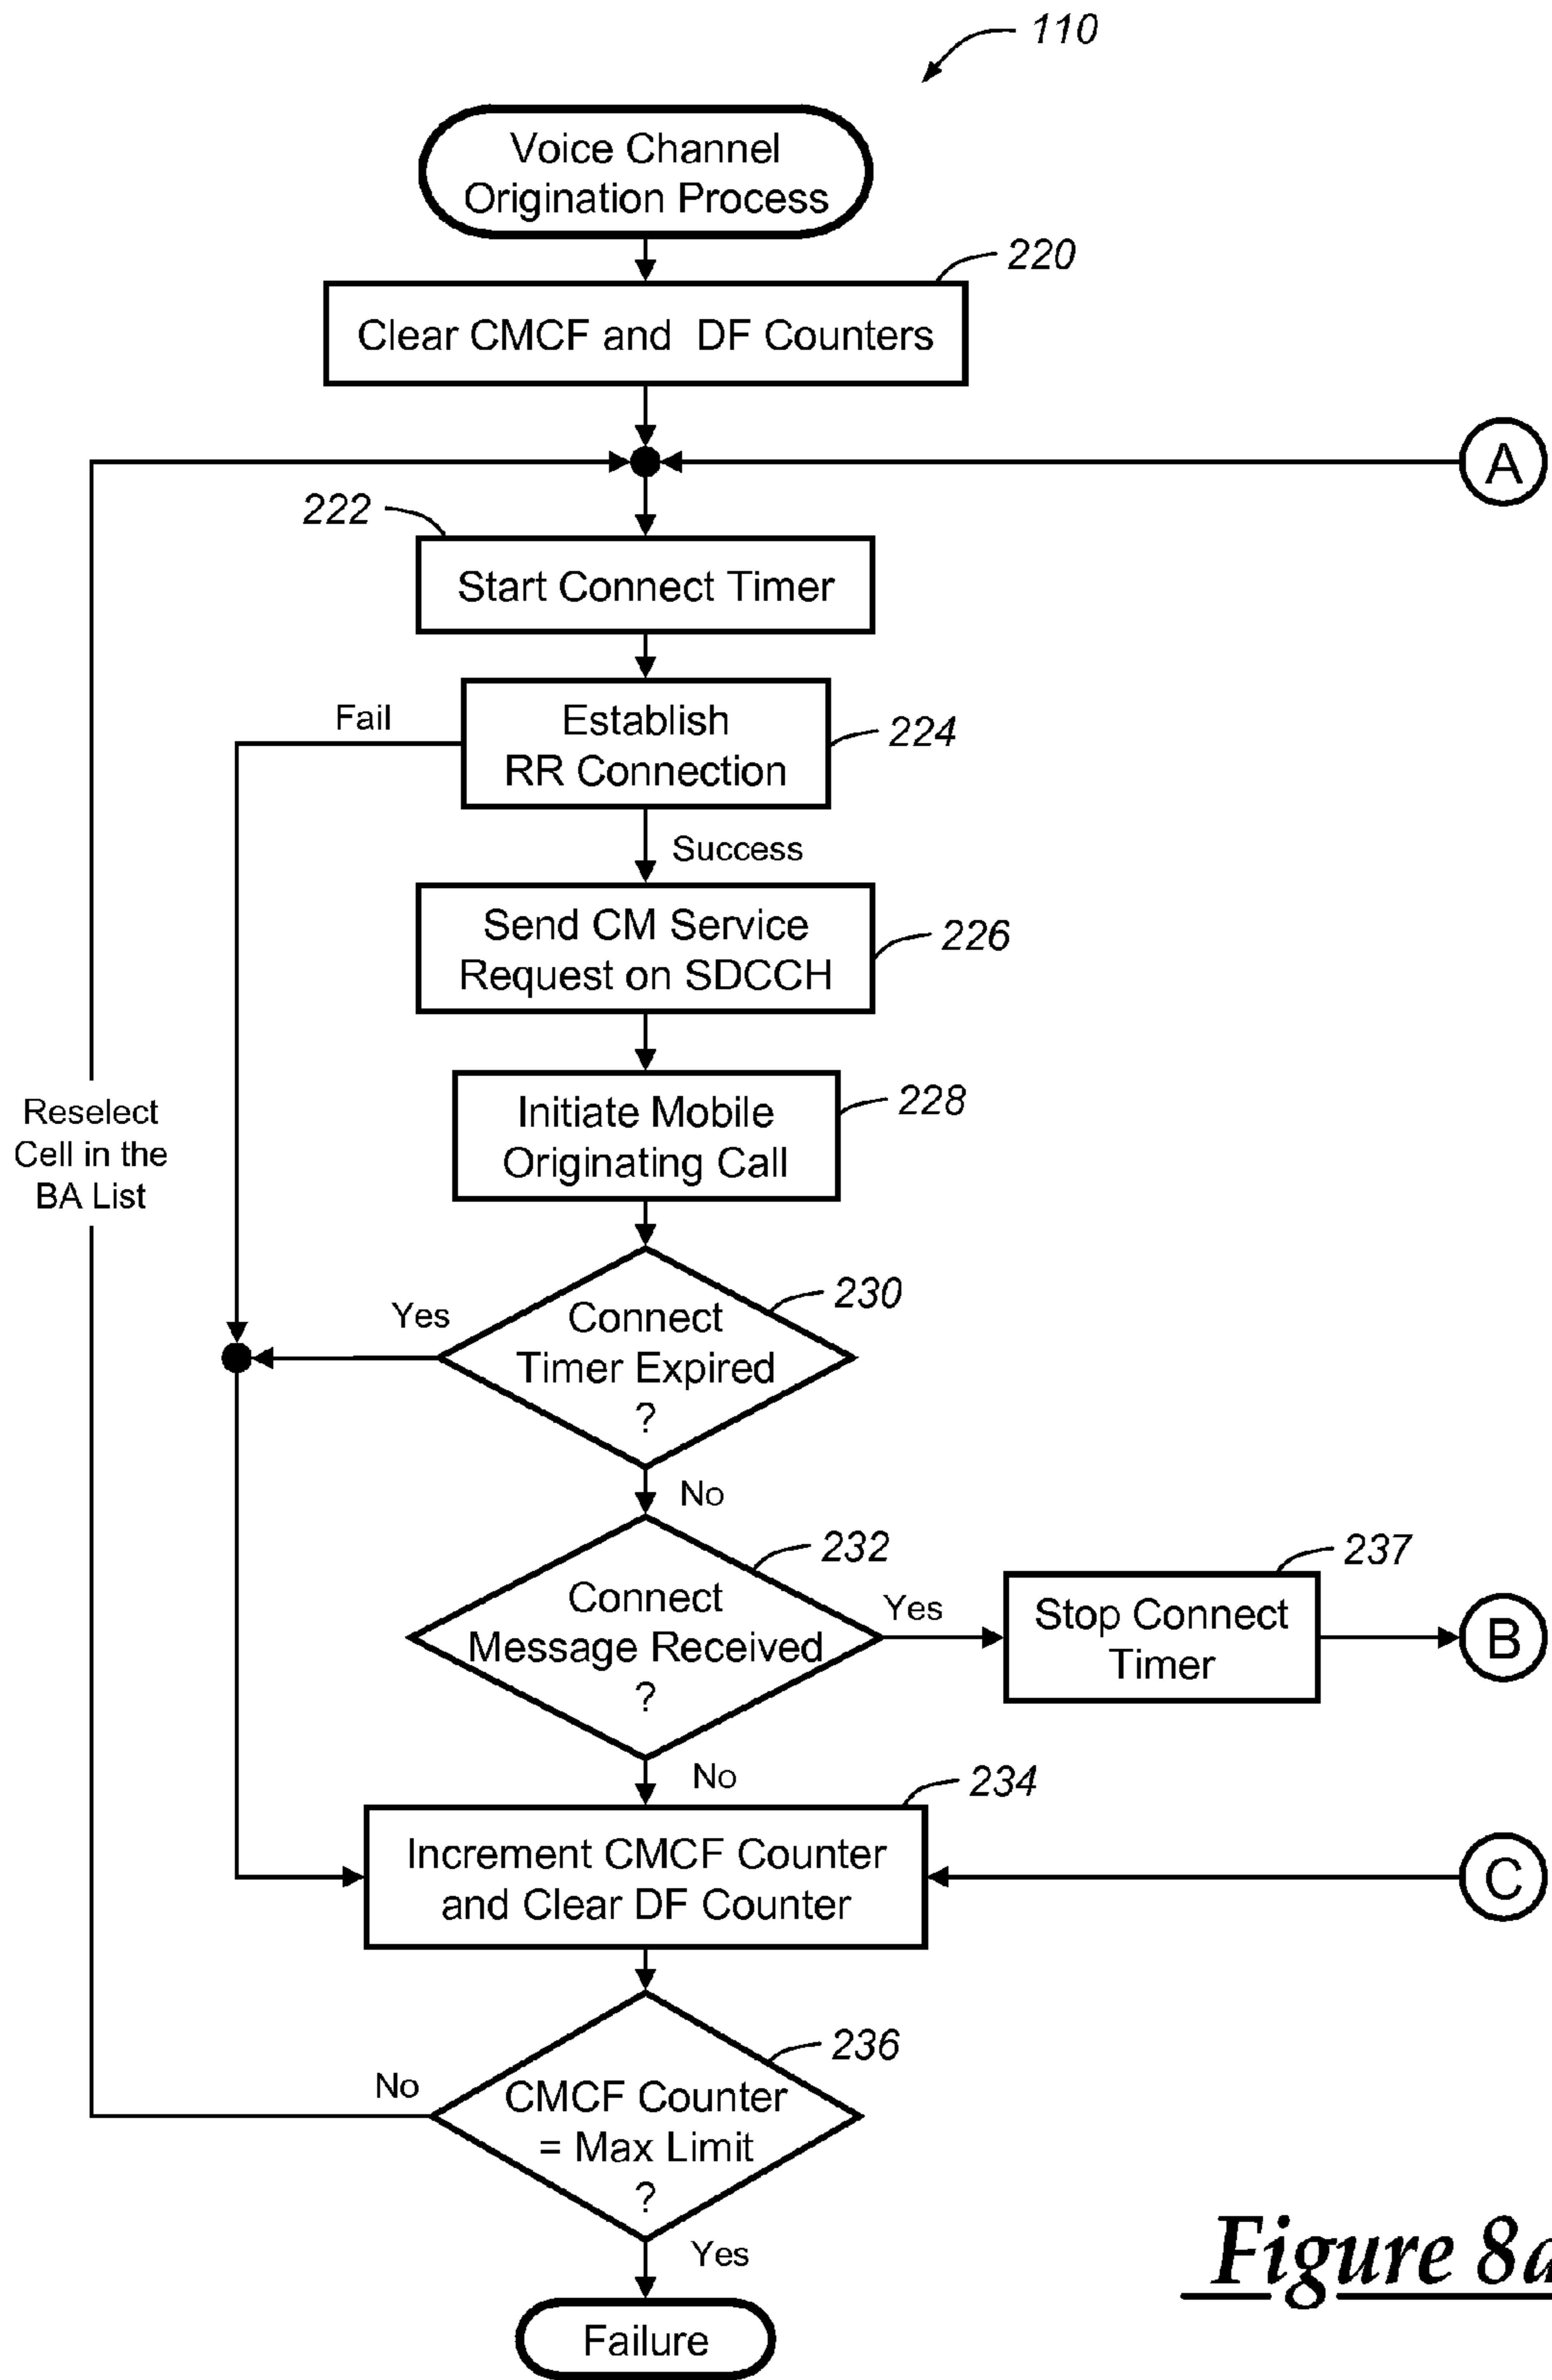 110
Voice Channel
Origination Process
220
Clear CMCF and DF Counters
A
222
Start Connect Timer
Fail
Establish
RR Connection
224
Success
Send CM Service
Request on SDCCH
226
Initiate Mobile
Originating Call
228
Reselect
Cell in the
BA List
Yes
Connect
Timer Expired
?
230
No
Connect
Message Received
?
232
Yes
237
Stop Connect
Timer
B
No
234
Increment CMCF Counter
and Clear DF Counter
C
No
CMCF Counter
= Max Limit
?
236
Yes
Failure
Figure 8a